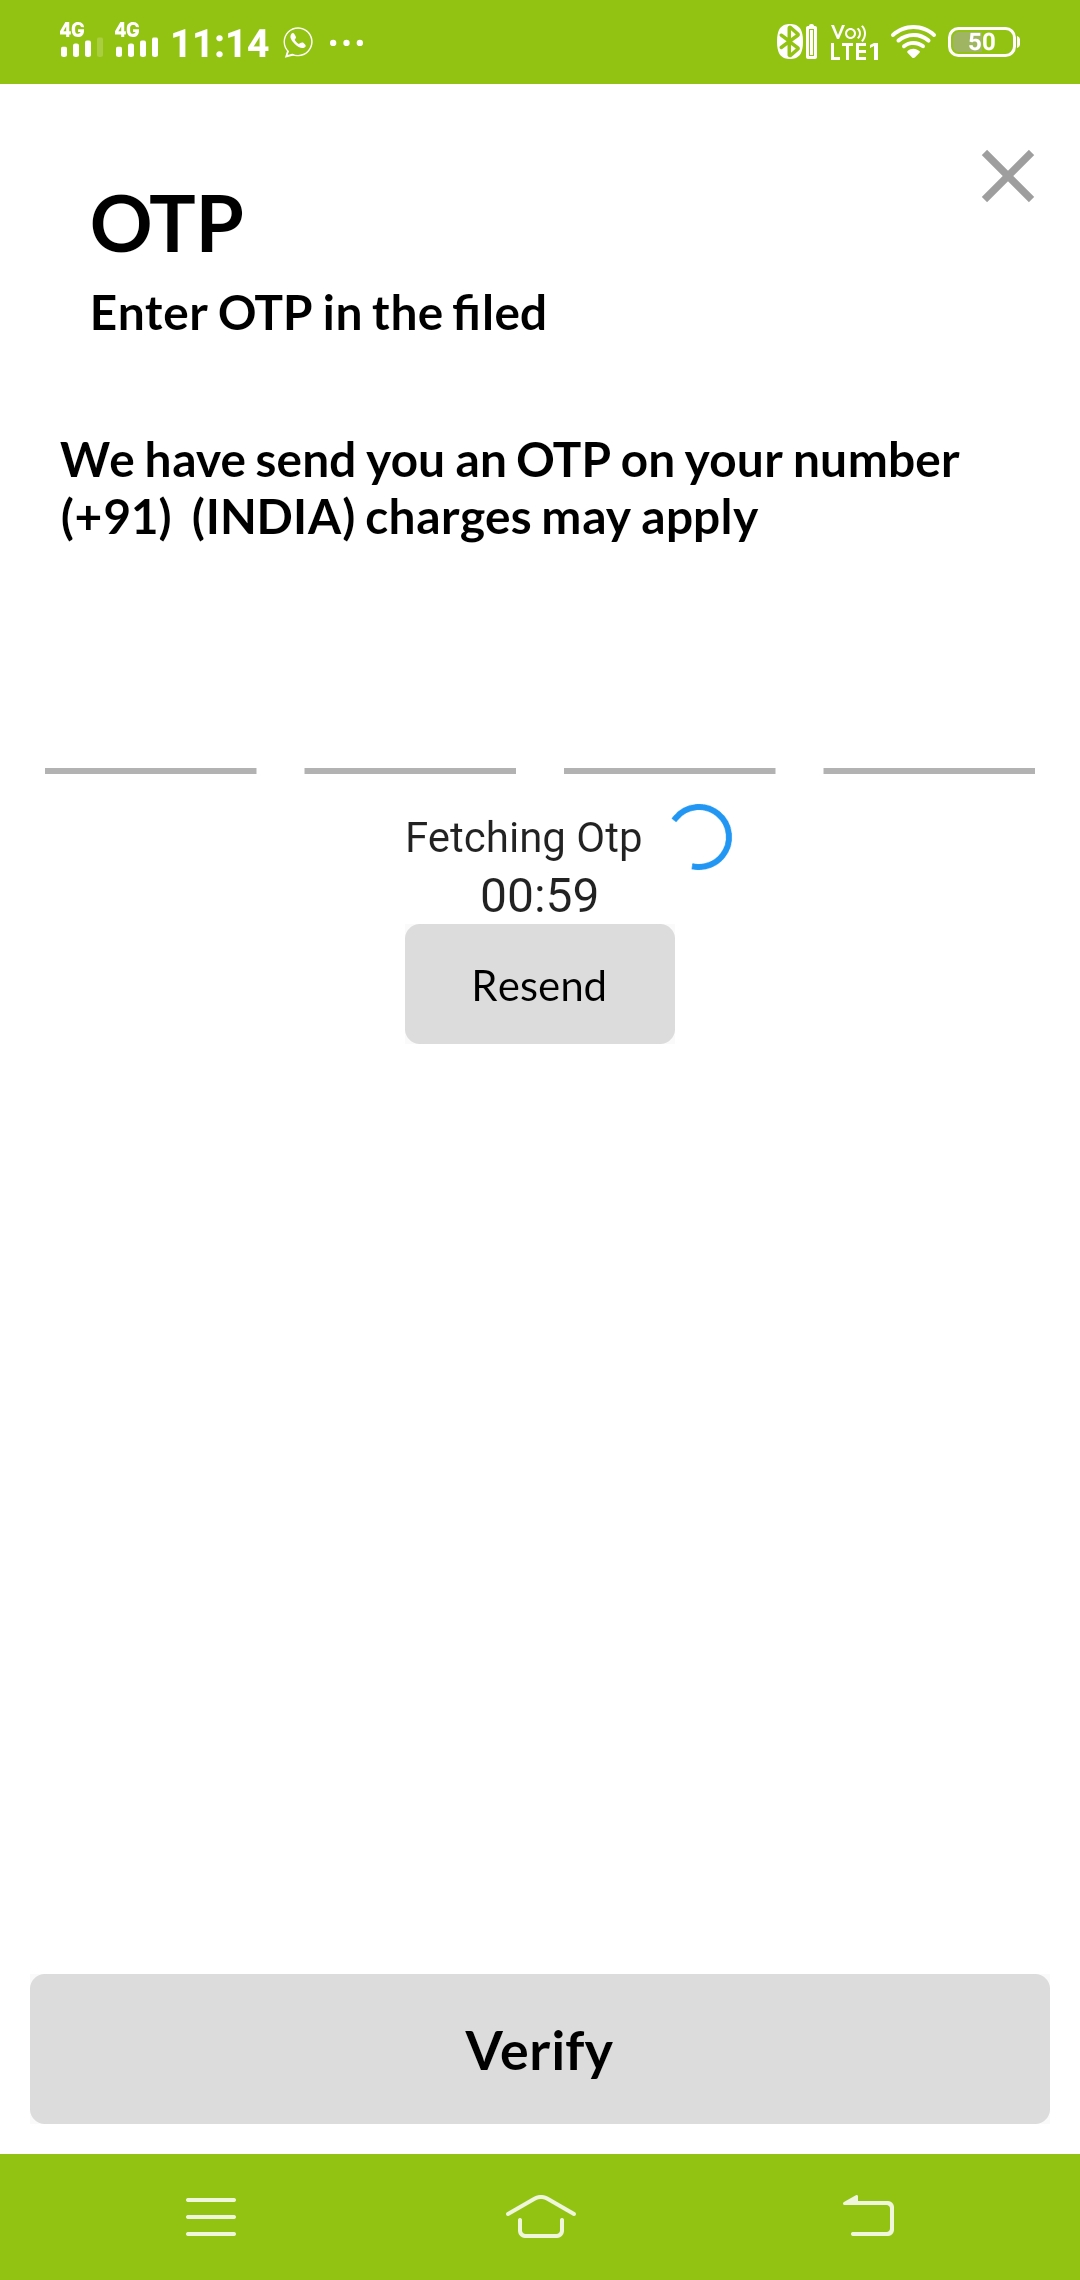 4G 4G 11:14 Vo)) LTE1 50
OTP
Enter OTP in the filed
We have send you an OTP on your number
(+91) (INDIA) charges may apply
Fetching Otp
00:59
Resend
Verify